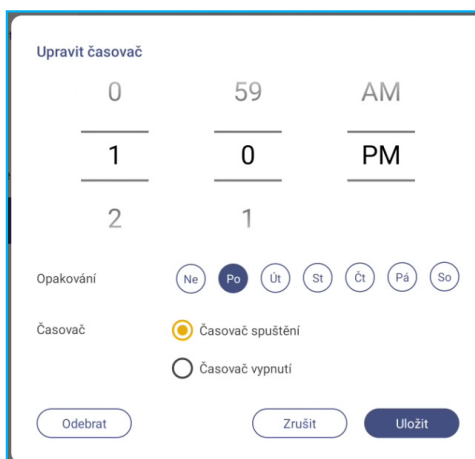 Upravit časovač
0 59 AM
1 0 PM
2 1
Opakování Ne Po Út St Čt Pá So
Časovač Časovač spuštění
Časovač vypnutí
Odebrat Zrušit Uložit